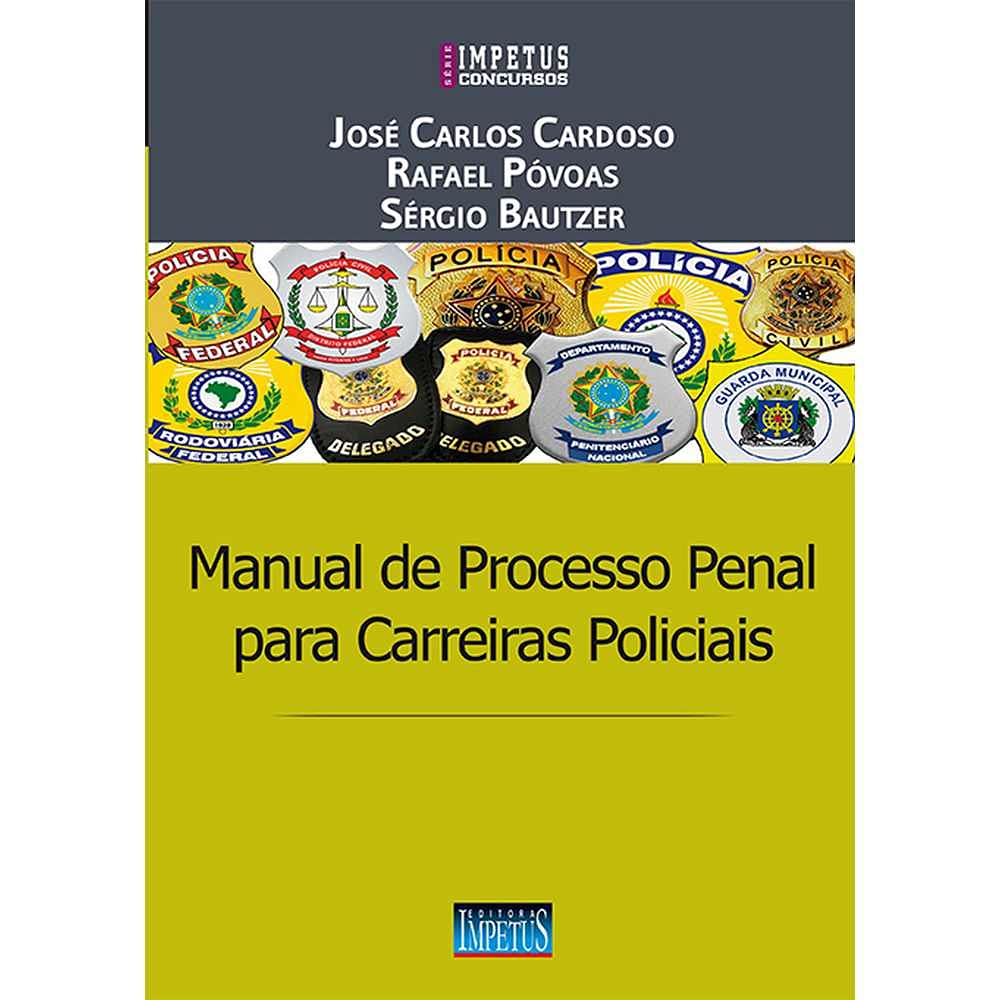 SÉRIE
IMPETUS
CONCURSOS
JOSÉ CARLOS CARDOSO
RAFAEL PÓVOAS
SÉRGIO BAUTZER
POLÍCIA
FEDERAL
POLÍCIA CIVIL
DISTRITO FEDERAL
POLÍCIA
POLÍCIA
POLÍCIA
CIVIL
1928
RODOVIÁRIA
FEDERAL
FEDERAL
DELEGADO
POLÍCIA
FEDERAL
ELEGADO
DEPARTAMENTO
PENITENCIÁRIO
NACIONAL
GUARDA MUNICIPAL
Manual de Processo Penal
para Carreiras Policiais
EDITORA
IMPETUS